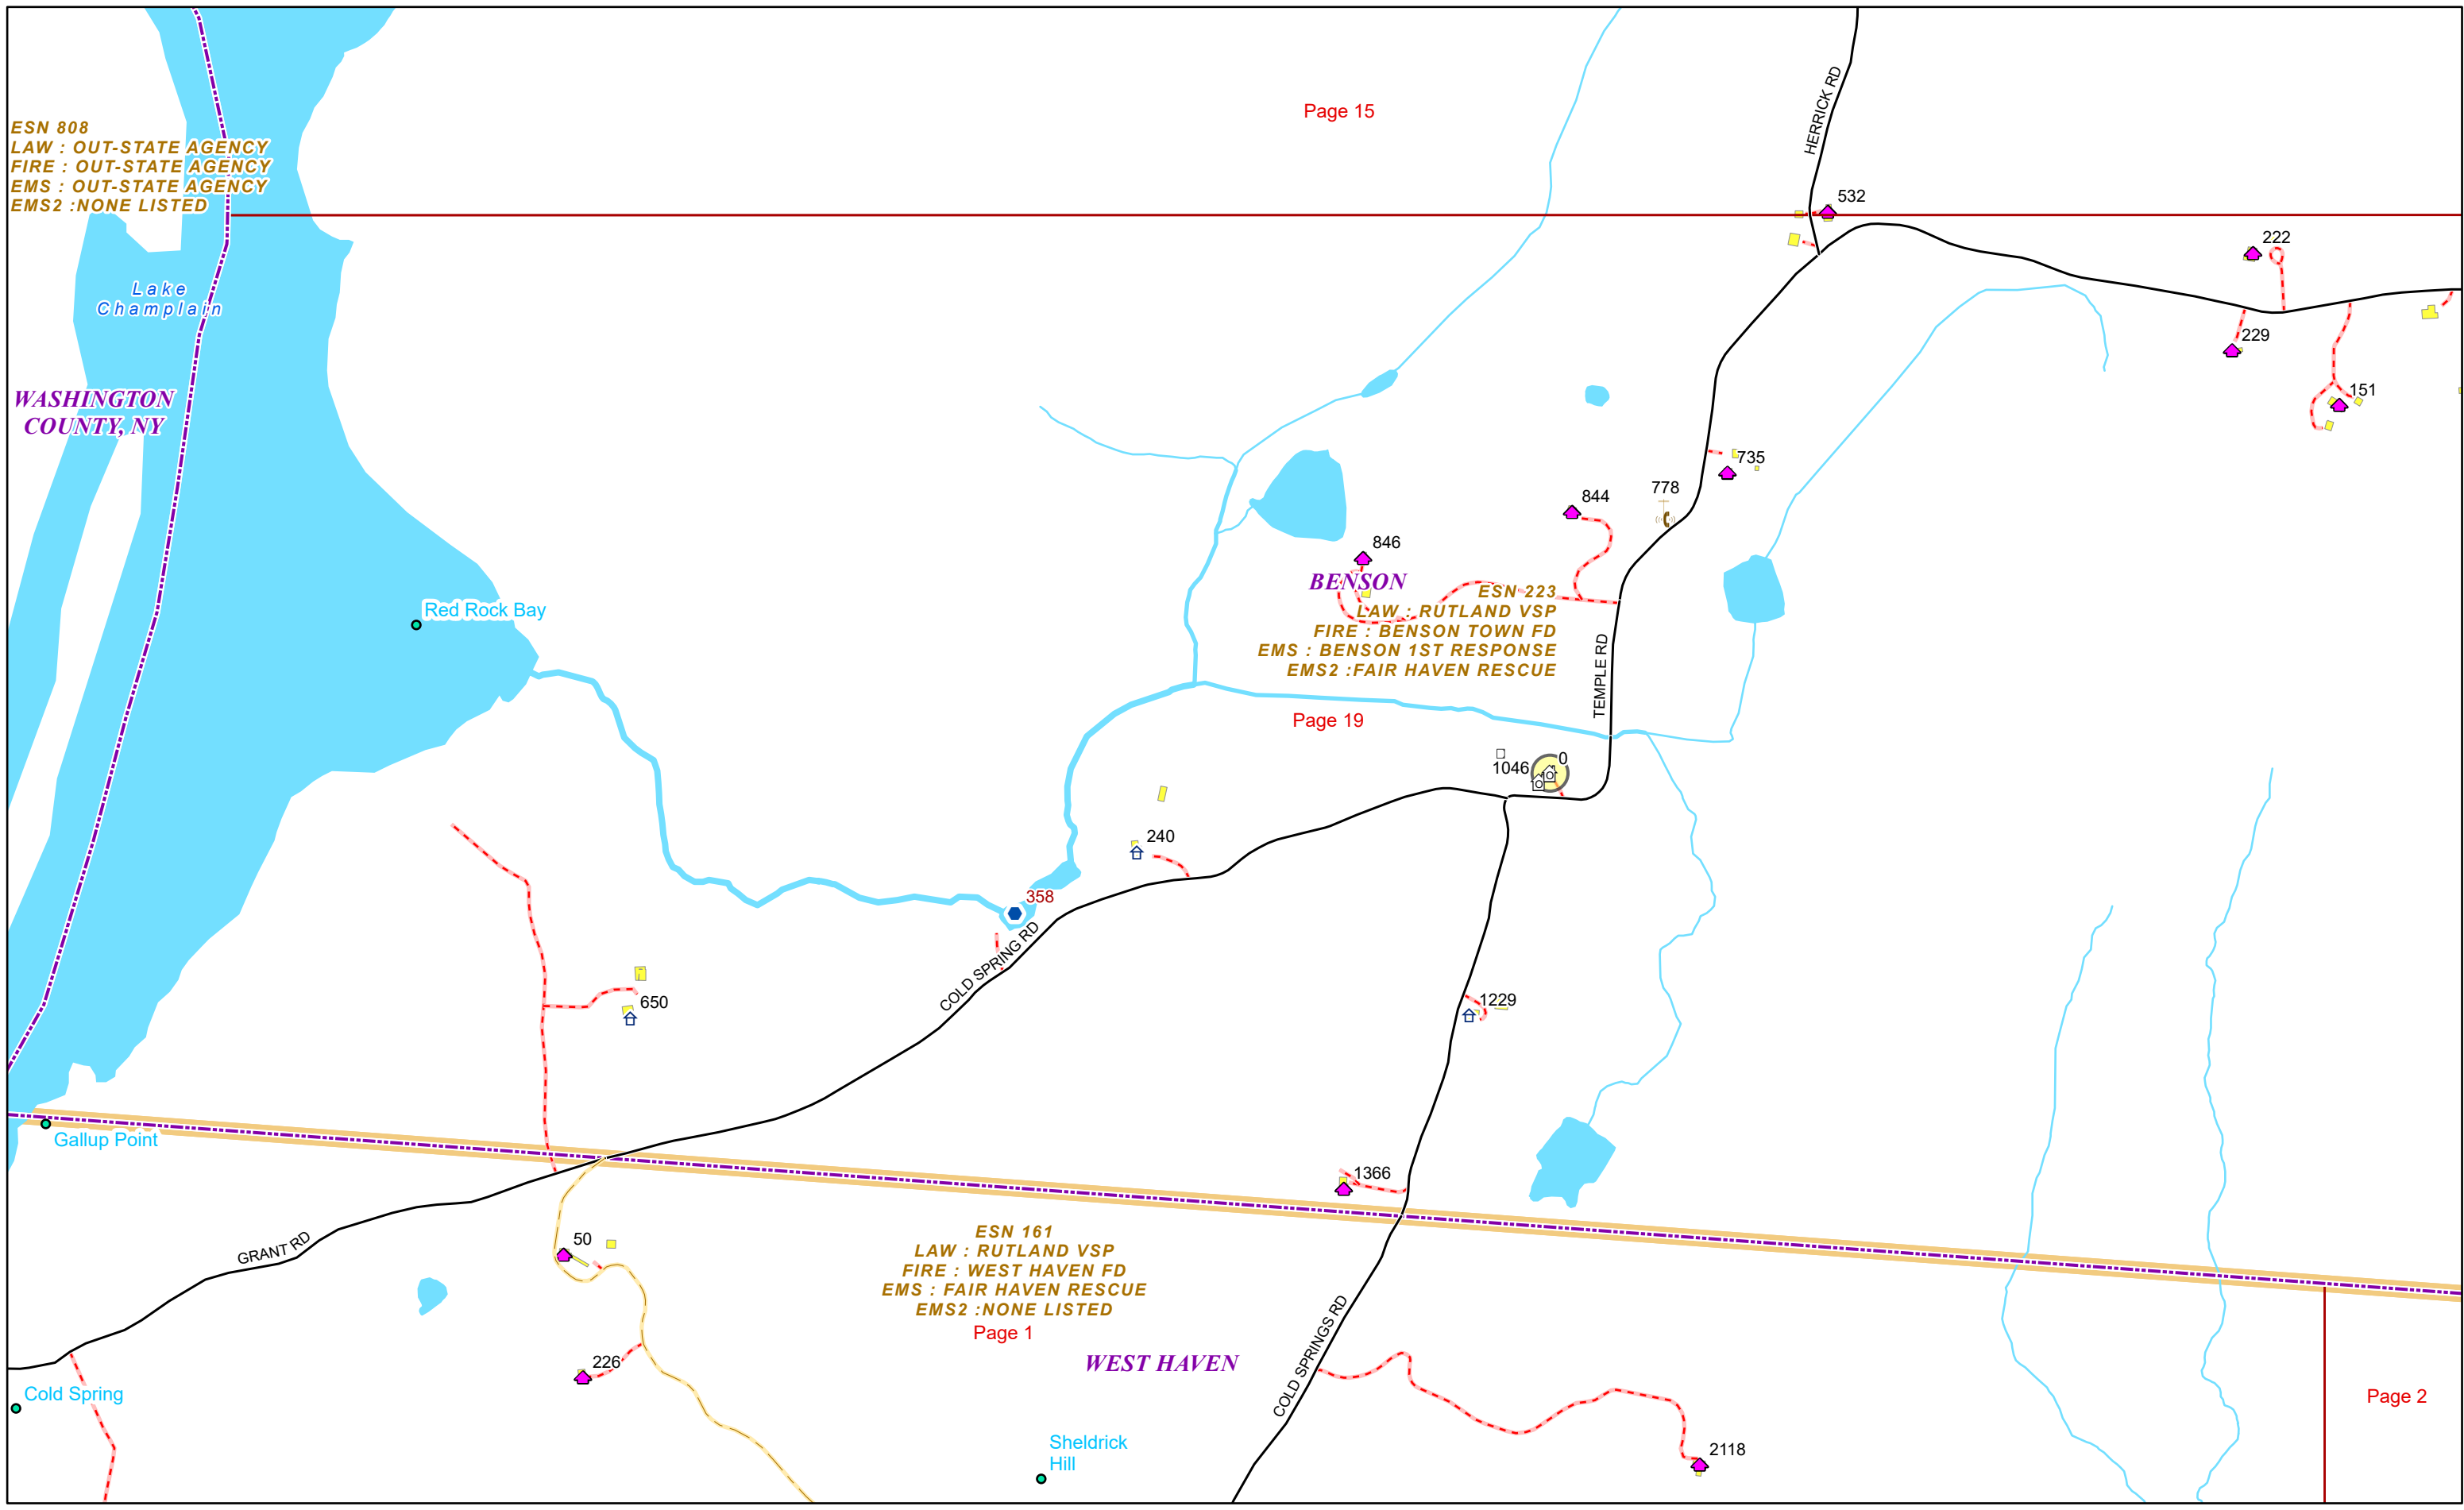 Page 15
HERRICK RD
ESN 808
LAW : OUT-STATE AGENCY
FIRE : OUT-STATE AGENCY
EMS : OUT-STATE AGENCY
EMS2 :NONE LISTED
532
222
Lake
Champlain
229
WASHINGTON
COUNTY, NY
151
735
778
844
846
BENSON
ESN 223
LAW : RUTLAND VSP
FIRE : BENSON TOWN FD
EMS : BENSON 1ST RESPONSE
EMS2 :FAIR HAVEN RESCUE
Red Rock Bay
TEMPLE RD
Page 19
0
1046
240
358
COLD SPRING RD
650
1229
Gallup Point
1366
ESN 161
LAW : RUTLAND VSP
FIRE : WEST HAVEN FD
EMS : FAIR HAVEN RESCUE
EMS2 :NONE LISTED
Page 1
GRANT RD
50
226
WEST HAVEN
COLD SPRINGS RD
Cold Spring
Page 2
Sheldrick
Hill
2118